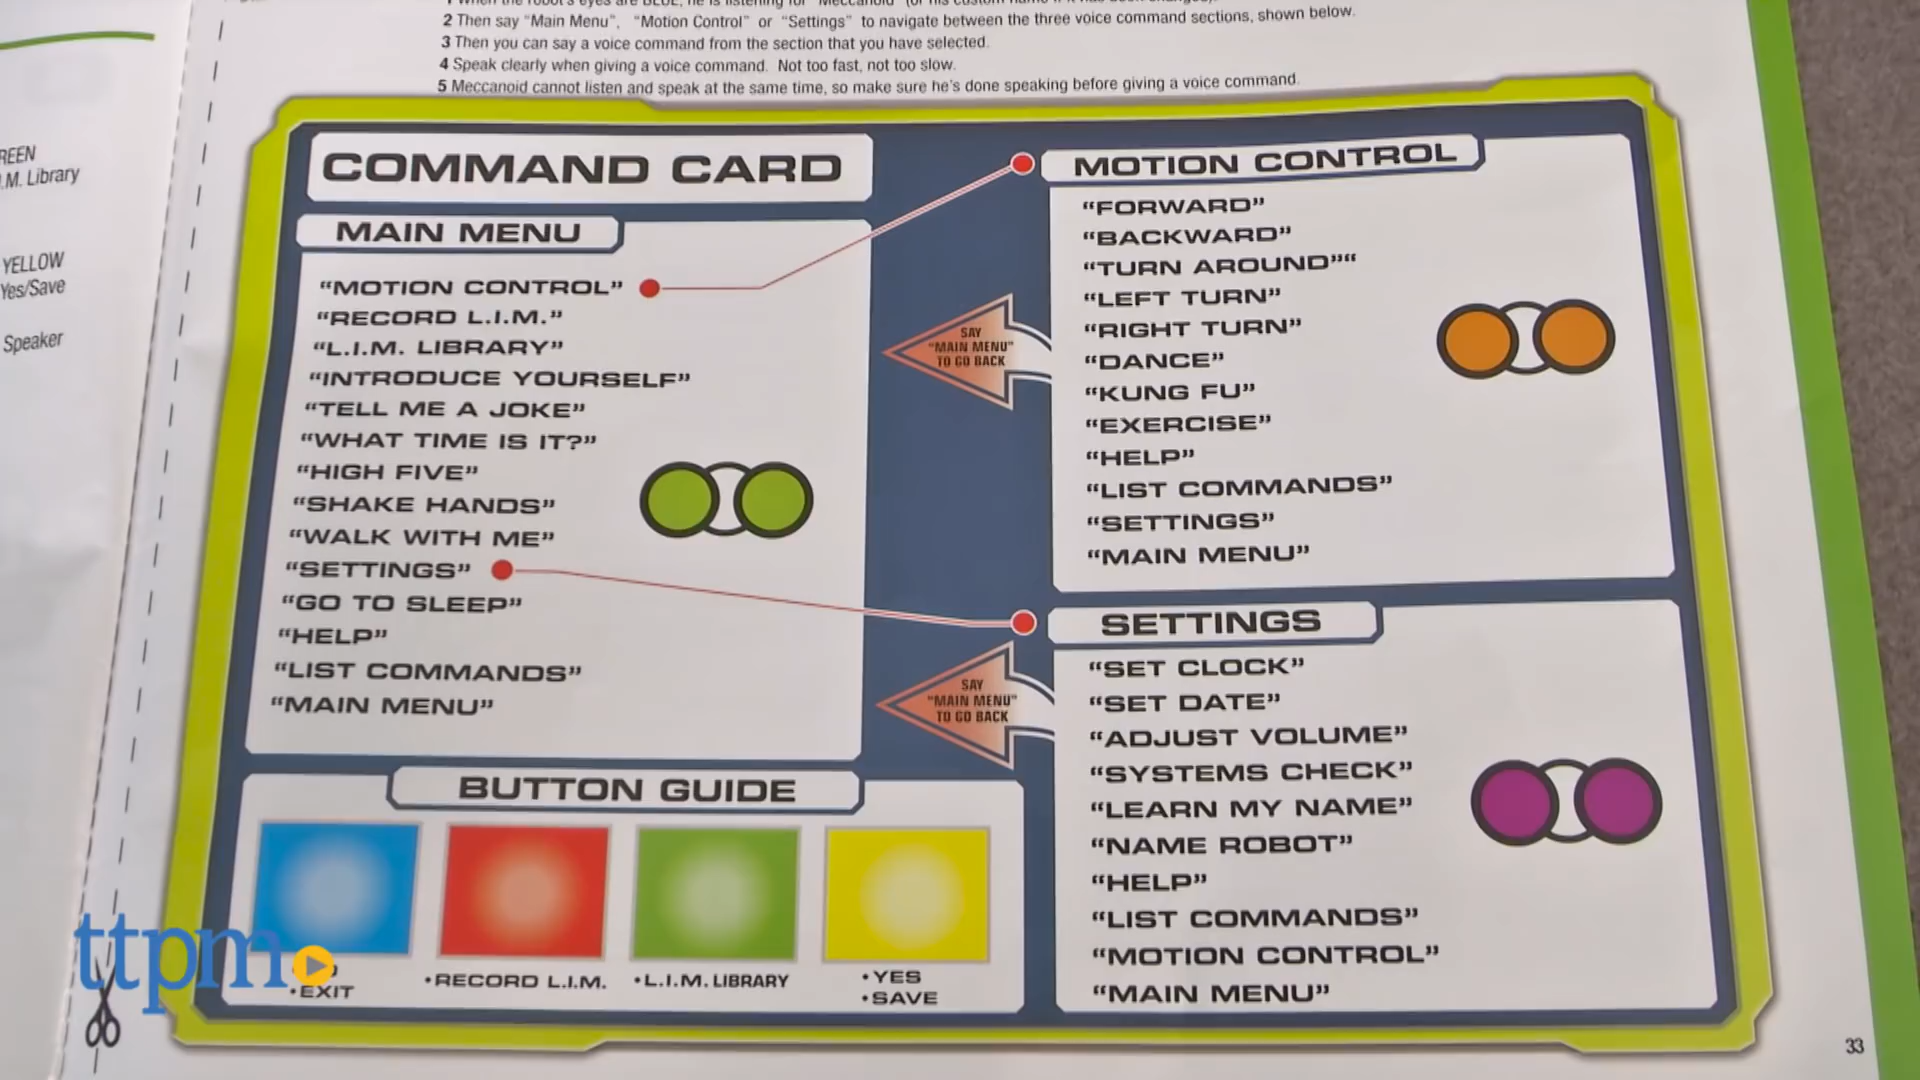 REEN
.M. Library
YELLOW
Yes/Save
Speaker
2 Then say "Main Menu", "Motion Control" or "Settings" to navigate between the three voice command sections, shown below.
3 Then you can say a voice command from the section that you have selected.
4 Speak clearly when giving a voice command. Not too fast, not too slow.
5 Meccanoid cannot listen and speak at the same time, so make sure he's done speaking before giving a voice command.
COMMAND CARD
MAIN MENU
“MOTION CONTROL”
“RECORD L.I.M.”
“L.I.M. LIBRARY”
“INTRODUCE YOURSELF”
“TELL ME A JOKE”
“WHAT TIME IS IT?”
“HIGH FIVE”
“SHAKE HANDS”
“WALK WITH ME”
“SETTINGS”
“GO TO SLEEP”
“HELP”
“LIST COMMANDS”
“MAIN MENU”
SAY
"MAIN MENU"
TO GO BACK
MOTION CONTROL
“FORWARD”
“BACKWARD”
“TURN AROUND”“
“LEFT TURN”
“RIGHT TURN”
“DANCE”
“KUNG FU”
“EXERCISE”
“HELP”
“LIST COMMANDS”
“SETTINGS”
“MAIN MENU”
SAY
"MAIN MENU"
TO GO BACK
SETTINGS
“SET CLOCK”
“SET DATE”
“ADJUST VOLUME”
“SYSTEMS CHECK”
“LEARN MY NAME”
“NAME ROBOT”
“HELP”
“LIST COMMANDS”
“MOTION CONTROL”
“MAIN MENU”
BUTTON GUIDE
•EXIT
•RECORD L.I.M.
•L.I.M. LIBRARY
•YES
•SAVE
ttpm
33